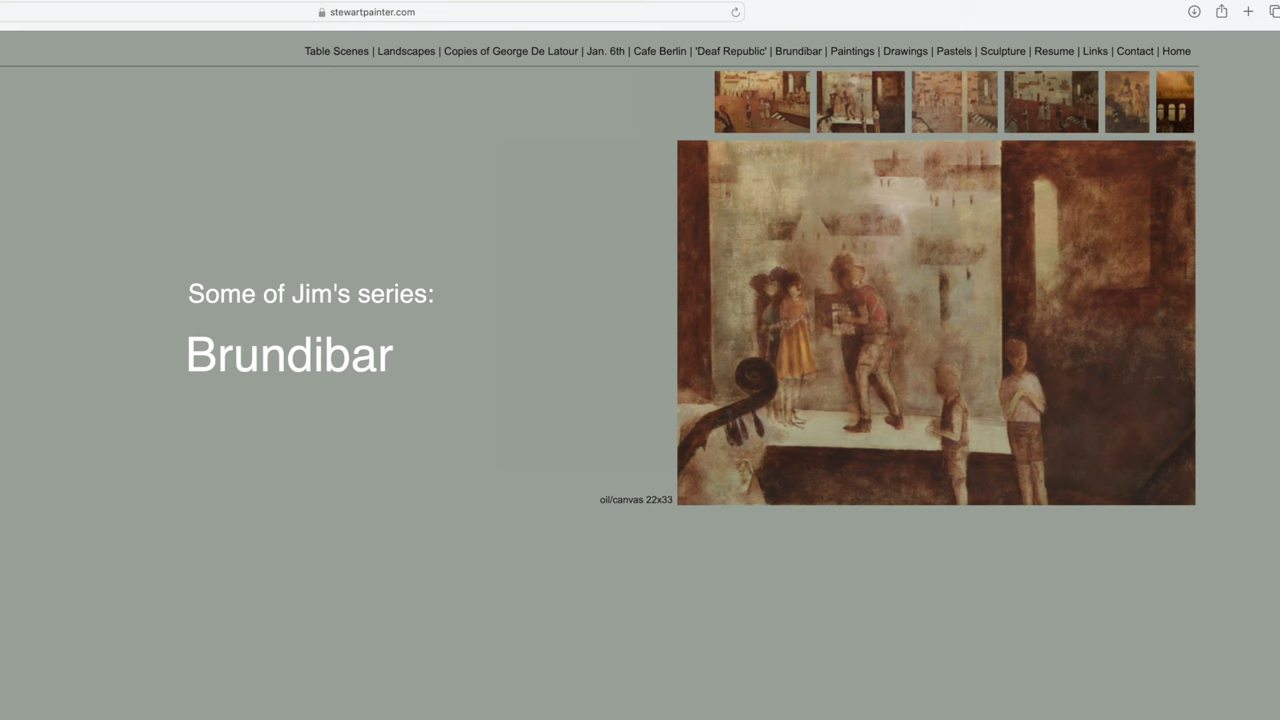 stewartpainter.com
Table Scenes | Landscapes | Copies of George De Latour | Jan. 6th | Cafe Berlin | 'Deaf Republic' | Brundibar | Paintings | Drawings | Pastels | Sculpture | Resume | Links | Contact | Home
Some of Jim's series:
Brundibar
oil/canvas 22x33